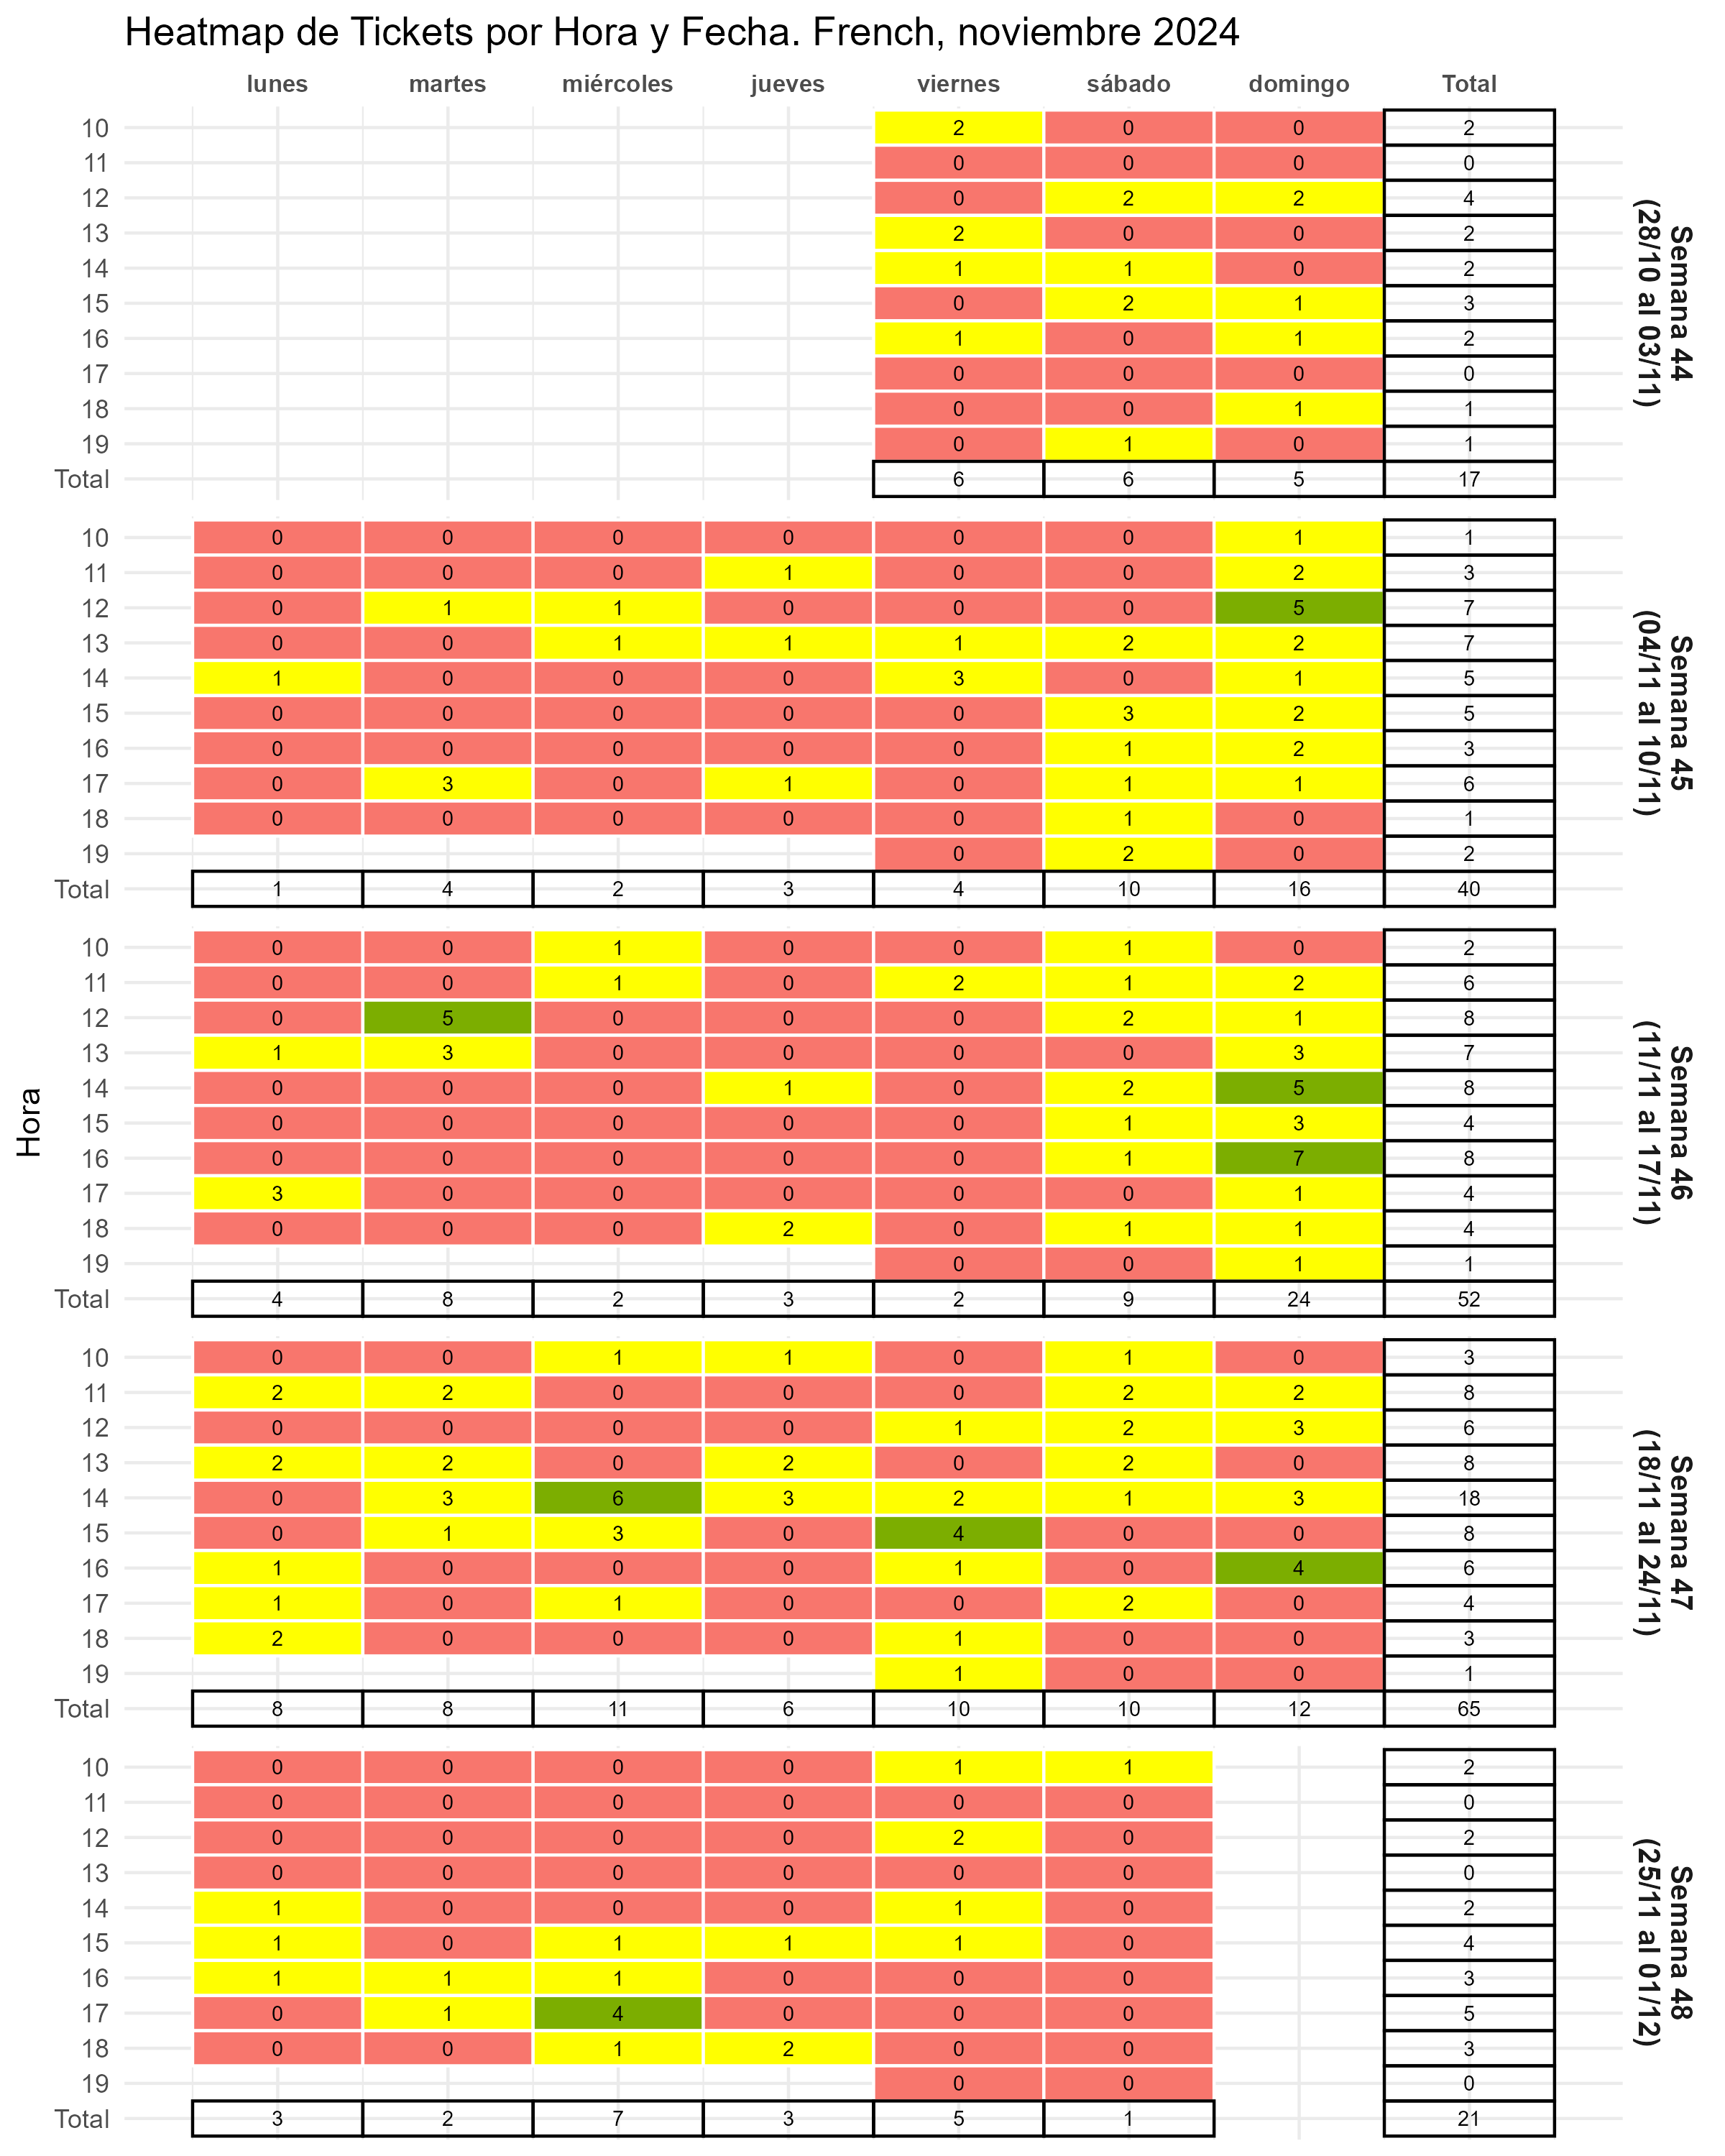 Heatmap de Tickets por Hora y Fecha. French, noviembre 2024
lunes martes miércoles jueves viernes sábado domingo Total
10 2 0 0 2
11 0 0 0 0
12 0 2 2 4
13 2 0 0 2
14 1 1 0 2
15 0 2 1 3
16 1 0 1 2
17 0 0 0 0
18 0 0 1 1
19 0 1 0 1
Total 6 6 5 17
Semana 44
(28/10 al 03/11)
10 0 0 0 0 0 0 1 1
11 0 0 0 1 0 0 2 3
12 0 1 1 0 0 0 5 7
13 0 0 1 1 1 2 2 7
14 1 0 0 0 3 0 1 5
15 0 0 0 0 0 3 2 5
16 0 0 0 0 0 1 2 3
17 0 3 0 1 0 1 1 6
18 0 0 0 0 0 1 0 1
19 0 2 0 2
Total 1 4 2 3 4 10 16 40
Semana 45
(04/11 al 10/11)
Hora
10 0 0 1 0 0 1 0 2
11 0 0 1 0 2 1 2 6
12 0 5 0 0 0 2 1 8
13 1 3 0 0 0 0 3 7
14 0 0 0 1 0 2 5 8
15 0 0 0 0 0 1 3 4
16 0 0 0 0 0 1 7 8
17 3 0 0 0 0 0 1 4
18 0 0 0 2 0 1 1 4
19 0 0 1 1
Total 4 8 2 3 2 9 24 52
Semana 46
(11/11 al 17/11)
10 0 0 1 1 0 1 0 3
11 2 2 0 0 0 2 2 8
12 0 0 0 0 1 2 3 6
13 2 2 0 2 0 2 0 8
14 0 3 6 3 2 1 3 18
15 0 1 3 0 4 0 0 8
16 1 0 0 0 1 0 4 6
17 1 0 1 0 0 2 0 4
18 2 0 0 0 1 0 0 3
19 1 0 0 1
Total 8 8 11 6 10 10 12 65
Semana 47
(18/11 al 24/11)
10 0 0 0 0 1 1 2
11 0 0 0 0 0 0 0
12 0 0 0 0 2 0 2
13 0 0 0 0 0 0 0
14 1 0 0 0 1 0 2
15 1 0 1 1 1 0 4
16 1 1 1 0 0 0 3
17 0 1 4 0 0 0 5
18 0 0 1 2 0 0 3
19 0 0 0
Total 3 2 7 3 5 1 21
Semana 48
(25/11 al 01/12)